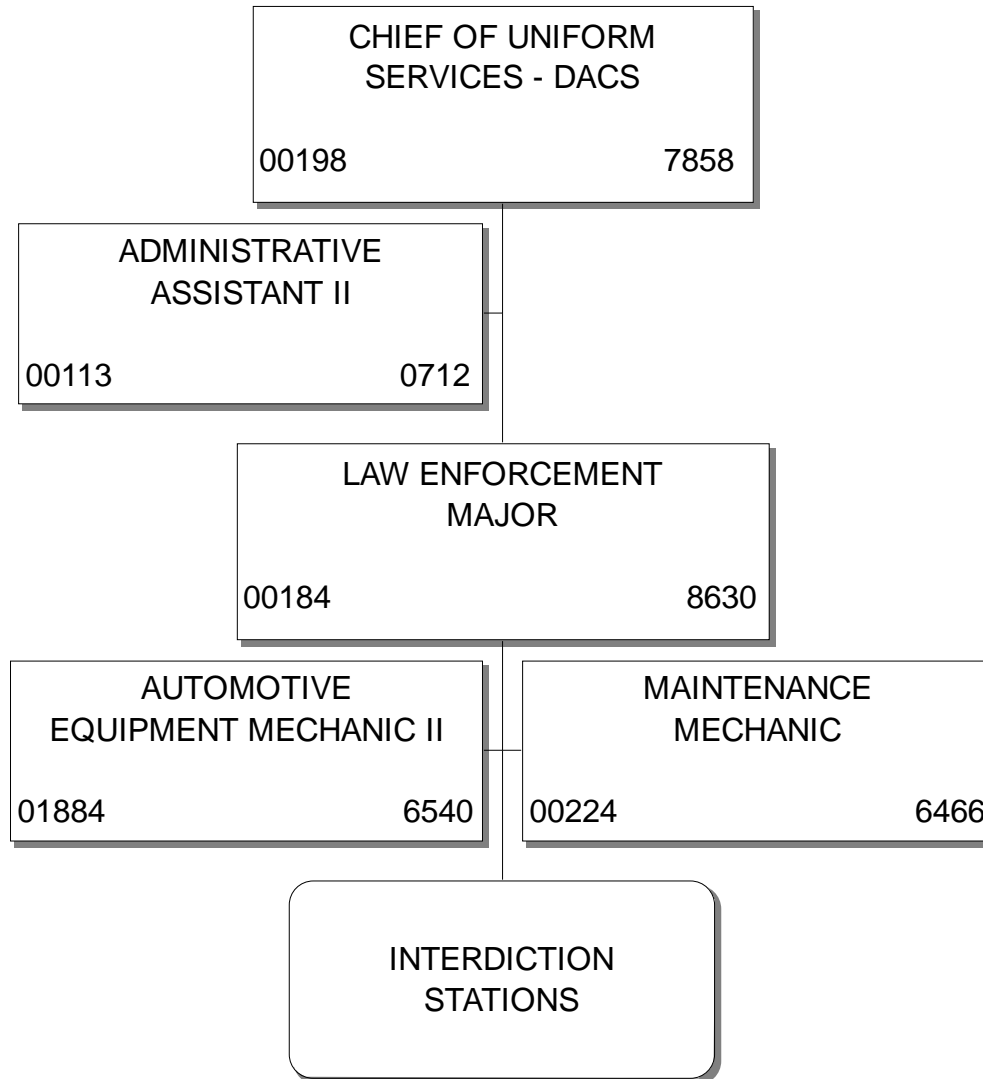 CHIEF OF UNIFORM
SERVICES - DACS
00198 7858
ADMINISTRATIVE
ASSISTANT II
00113 0712
LAW ENFORCEMENT
MAJOR
00184 8630
AUTOMOTIVE
EQUIPMENT MECHANIC II
01884 6540
MAINTENANCE
MECHANIC
00224 6466
INTERDICTION
STATIONS